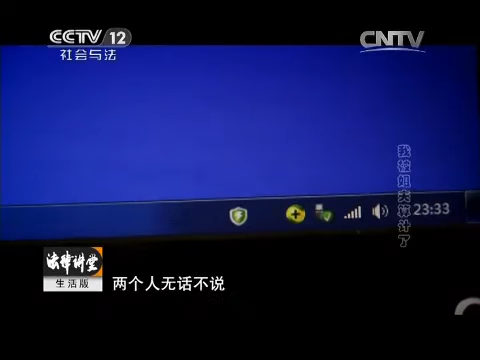 CCTV 12
社会与法
CNTV
我被姐夫算计了
23:33
法律讲堂
生活版
两个人无话不说